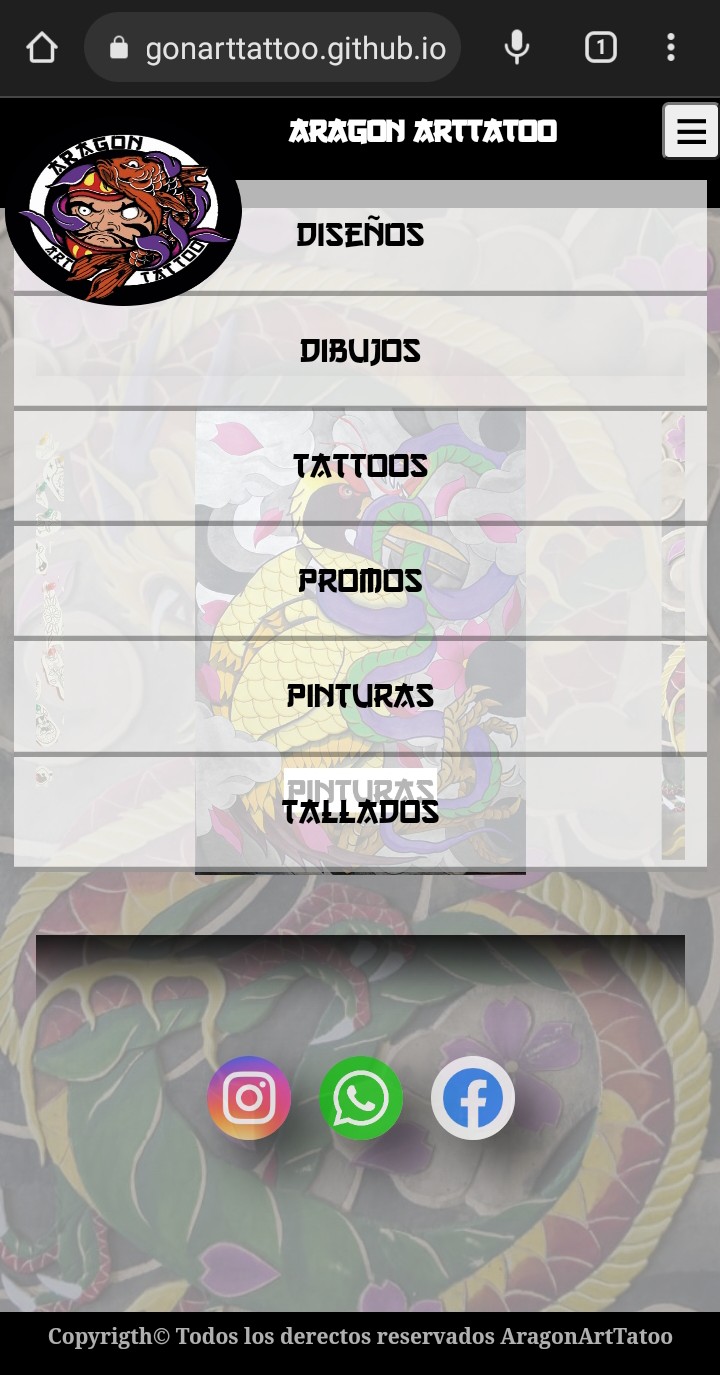 gonarttattoo.github.io
1
ARAGON ARTTATOO
ARAGON
ART
TATTOO
DISEÑOS
DIBUJOS
TATTOOS
PROMOS
PINTURAS
PINTURAS
TALLADOS
Copyrigth© Todos los derectos reservados AragonArtTatoo